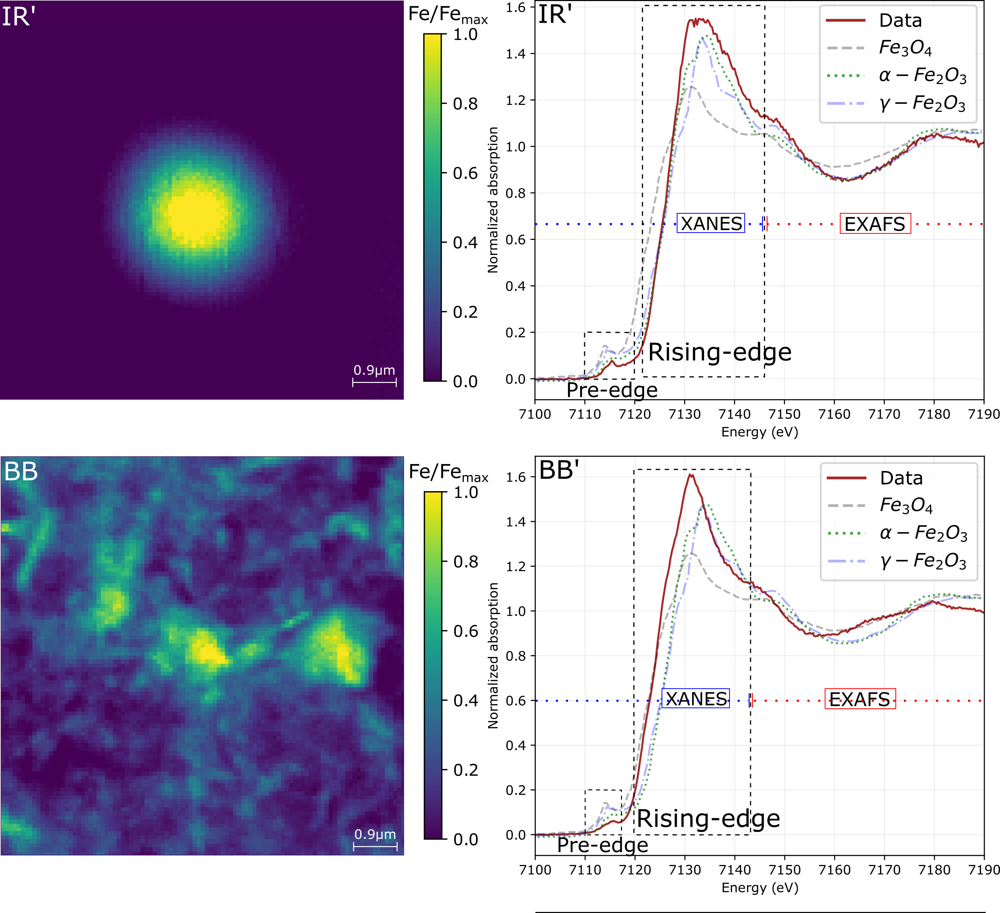 IR'
Fe/Femax
1.0
0.8
0.6
0.4
0.2
0.0
0.9μm
IR'
Data
Fe3O4
α − Fe2O3
γ − Fe2O3
1.6
1.4
1.2
1.0
0.8
0.6
0.4
0.2
0.0
Normalized absorption
XANES
EXAFS
Rising-edge
Pre-edge
7100 7110 7120 7130 7140 7150 7160 7170 7180 7190
Energy (eV)
BB
Fe/Femax
1.0
0.8
0.6
0.4
0.2
0.0
0.9μm
BB'
Data
Fe3O4
α − Fe2O3
γ − Fe2O3
1.6
1.4
1.2
1.0
0.8
0.6
0.4
0.2
0.0
Normalized absorption
XANES
EXAFS
Rising-edge
Pre-edge
7100 7110 7120 7130 7140 7150 7160 7170 7180 7190
Energy (eV)